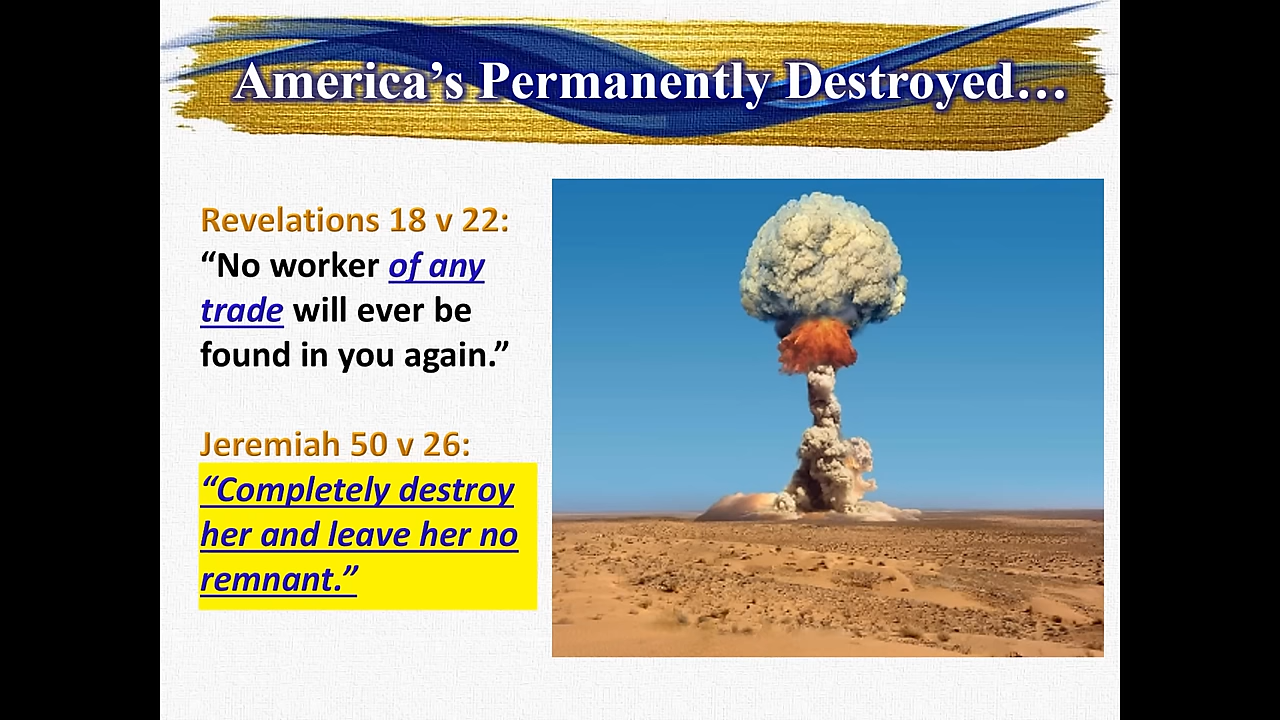 America’s Permanently Destroyed…
Revelations 18 v 22:
“No worker of any
trade will ever be
found in you again.”
Jeremiah 50 v 26:
“Completely destroy
her and leave her no
remnant.”